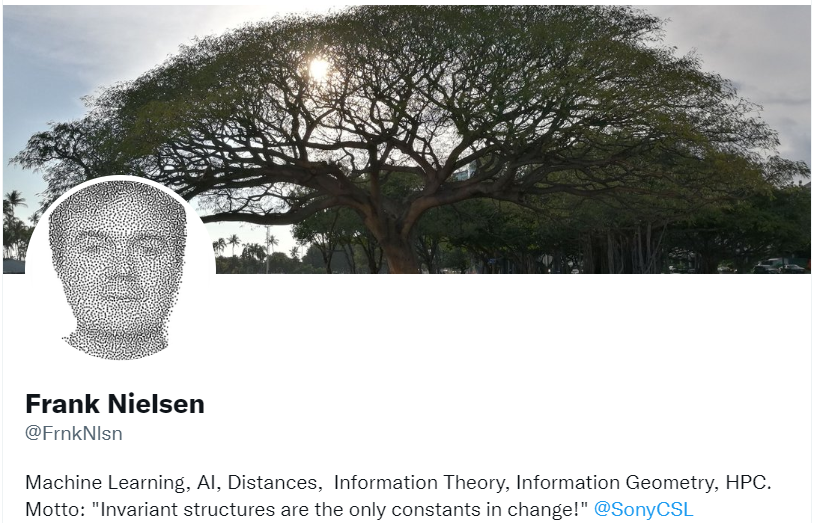 Frank Nielsen
@FrnkNlsn
Machine Learning, AI, Distances,  Information Theory, Information Geometry, HPC.
Motto: "Invariant structures are the only constants in change!" @SonyCSL